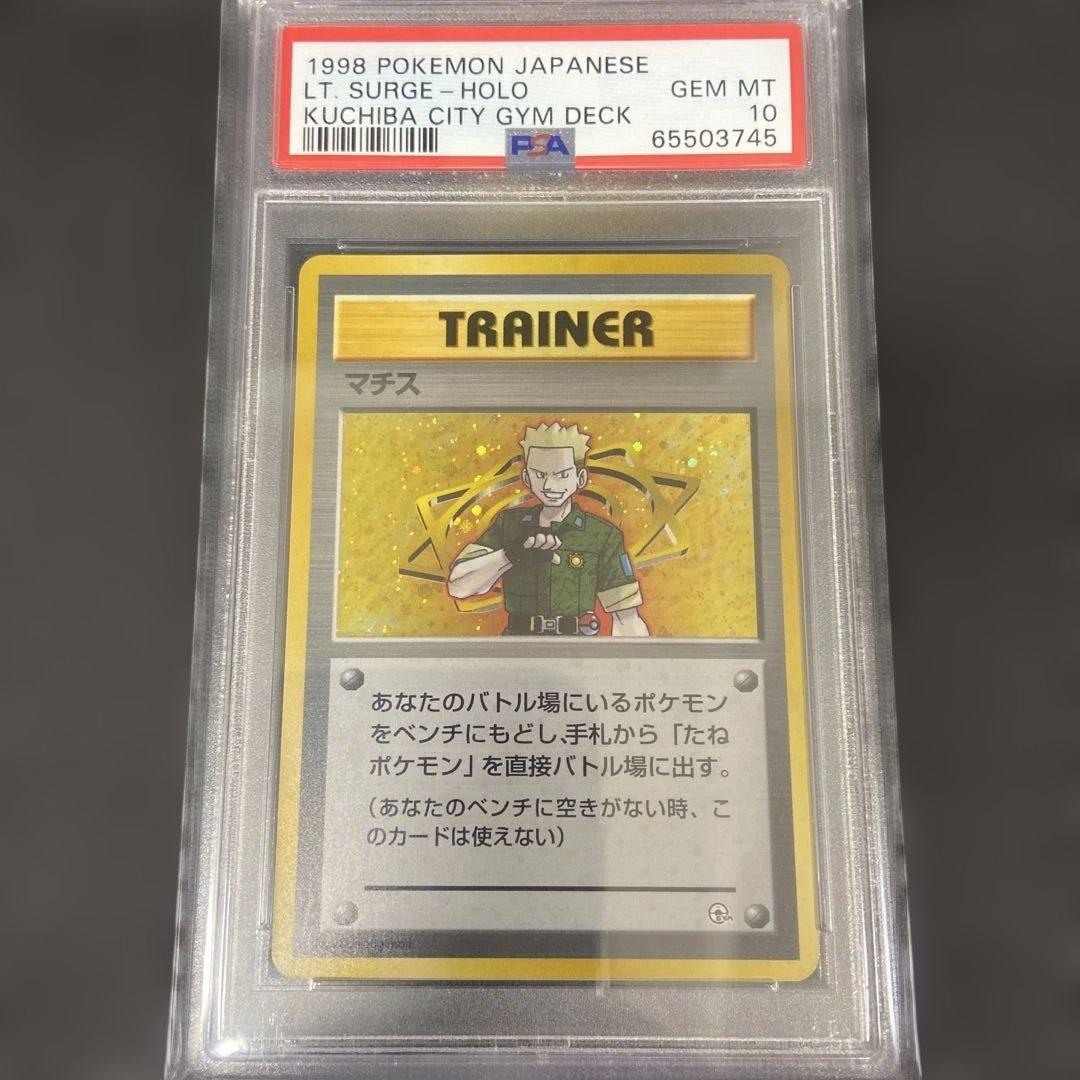 1998 POKEMON JAPANESE
LT. SURGE-HOLO
GEM MT
KUCHIBA CITY GYM DECK
10
PSA
65503745
TRAINER
マチス
あなたのバトル場にいるポケモン
をベンチにもどし、手札から「たね
ポケモン」を直接バトル場に出す。
(あなたのベンチに空きがない時、こ
のカードは使えない)
GYM